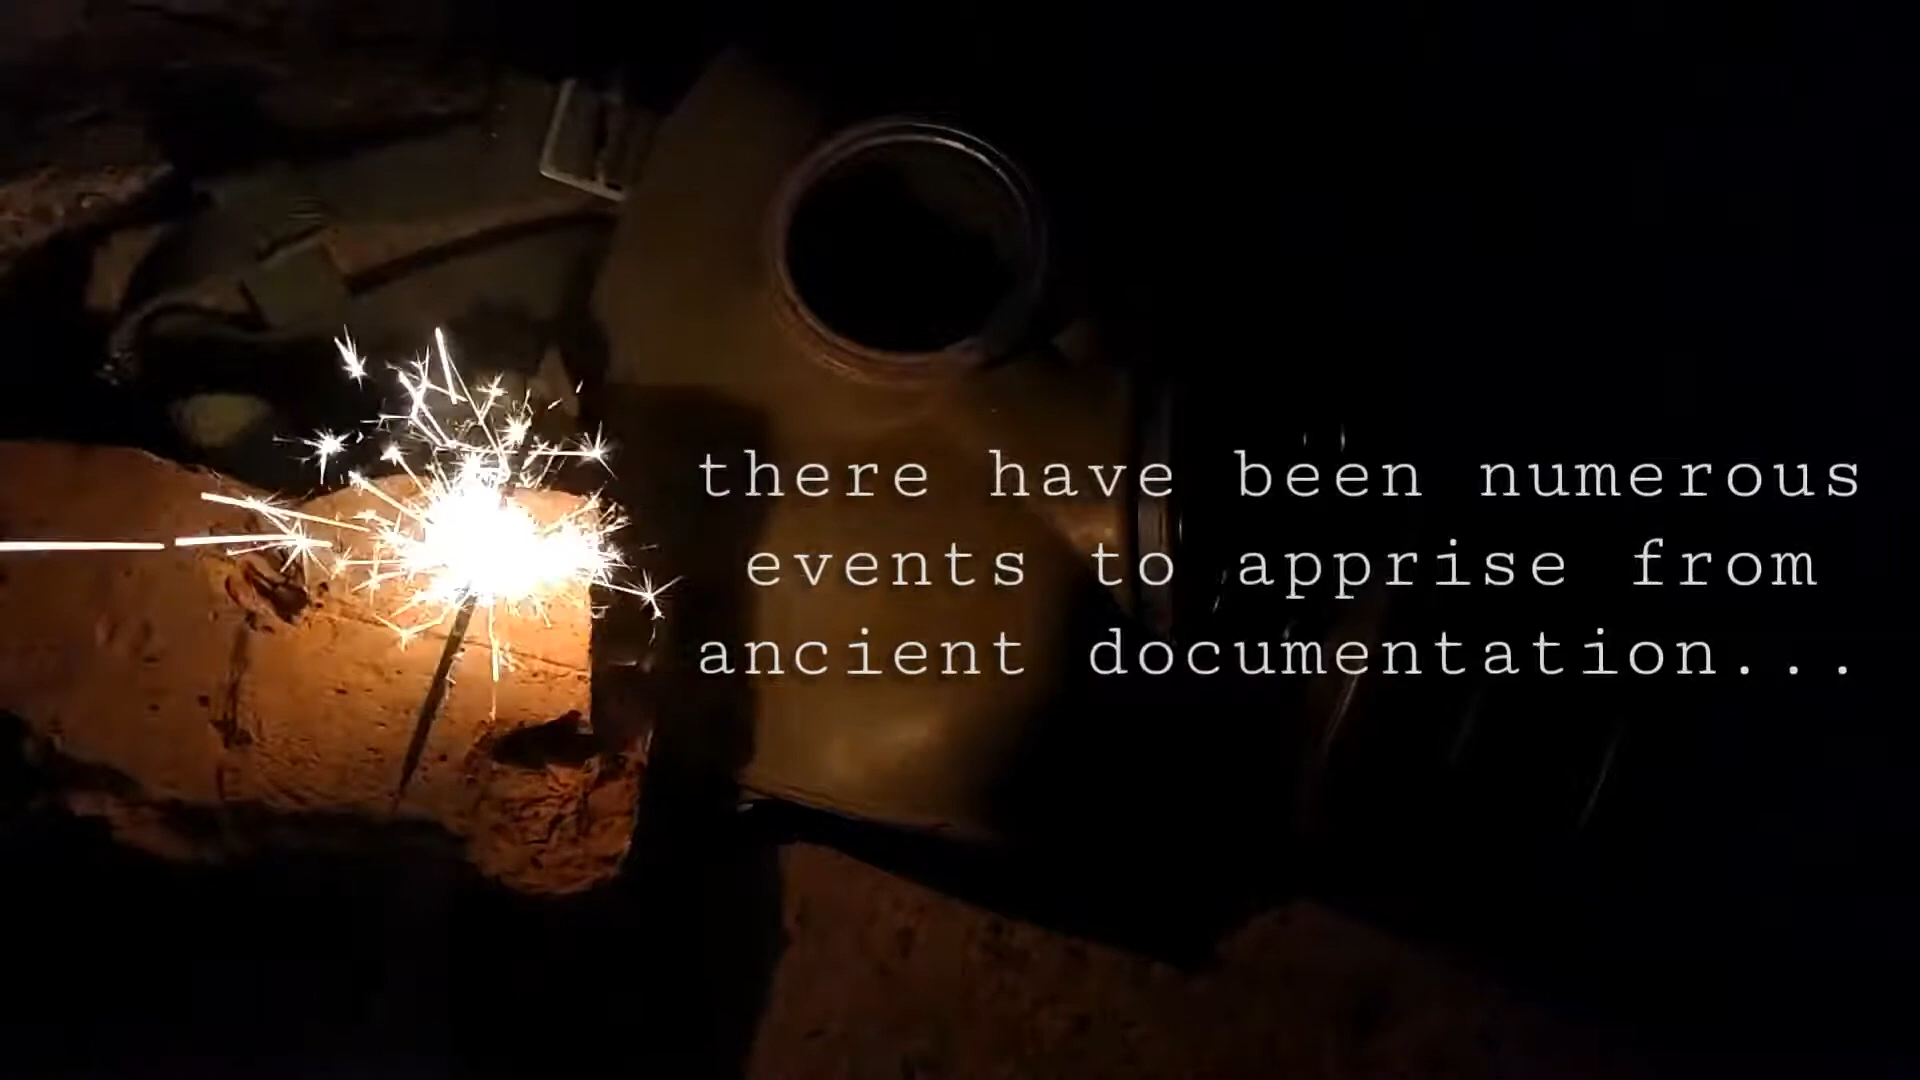 there have been numerous
events to apprise from
ancient documentation...